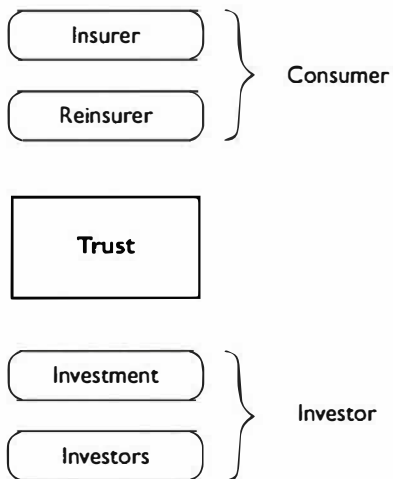 Insurer
Consumer
Reinsurer
Trust
Investment
Investor
Investors